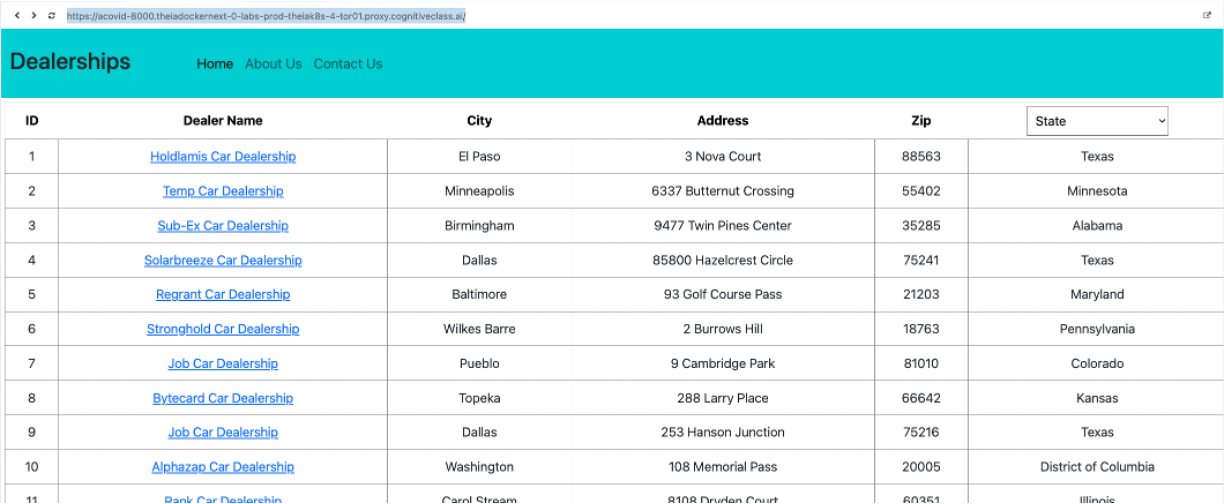 https://acovid-8000.theiadockernext-0-labs-prod-theiak8s-4-tor01.proxy.cognitiveclass.ai/
Dealerships Home About Us Contact Us
ID Dealer Name City Address Zip State
1 Holdlamis Car Dealership El Paso 3 Nova Court 88563 Texas
2 Temp Car Dealership Minneapolis 6337 Butternut Crossing 55402 Minnesota
3 Sub-Ex Car Dealership Birmingham 9477 Twin Pines Center 35285 Alabama
4 Solarbreeze Car Dealership Dallas 85800 Hazelcrest Circle 75241 Texas
5 Regrant Car Dealership Baltimore 93 Golf Course Pass 21203 Maryland
6 Stronghold Car Dealership Wilkes Barre 2 Burrows Hill 18763 Pennsylvania
7 Job Car Dealership Pueblo 9 Cambridge Park 81010 Colorado
8 Bytecard Car Dealership Topeka 288 Larry Place 66642 Kansas
9 Job Car Dealership Dallas 253 Hanson Junction 75216 Texas
10 Alphazap Car Dealership Washington 108 Memorial Pass 20005 District of Columbia
11 Rank Car Dealership Carol Stream 8108 Dryden Court 60351 Illinois